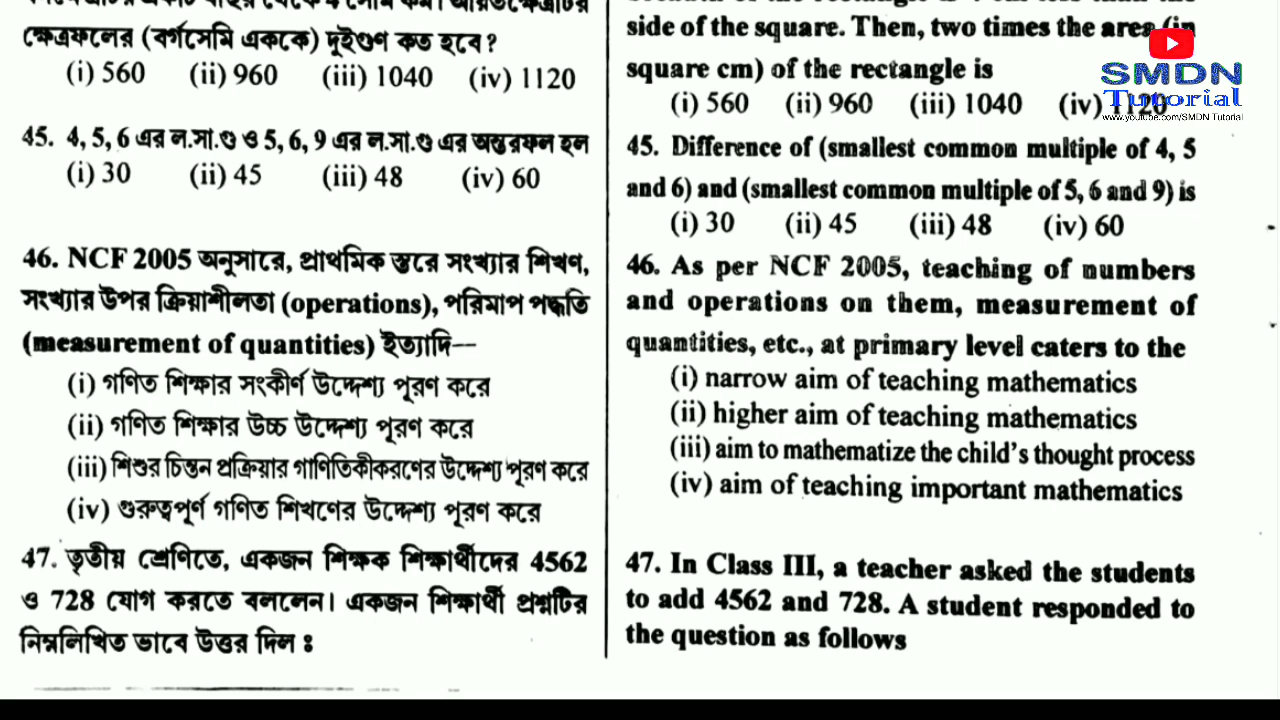 ক্ষেত্রফলের (বর্গসেমি এককে) দুইগুণ কত হবে?
(i) 560 (ii) 960 (iii) 1040 (iv) 1120
45. 4, 5, 6 এর ল.সা.গু ও 5, 6, 9 এর ল.সা.গু এর অন্তরফল হল
(i) 30 (ii) 45 (iii) 48 (iv) 60
46. NCF 2005 অনুসারে, প্রাথমিক স্তরে সংখ্যার শিখণ,
সংখ্যার উপর ক্রিয়াশীলতা (operations), পরিমাপ পদ্ধতি
(measurement of quantities) ইত্যাদি—
(i) গণিত শিক্ষার সংকীর্ণ উদ্দেশ্য পূরণ করে
(ii) গণিত শিক্ষার উচ্চ উদ্দেশ্য পূরণ করে
(iii) শিশুর চিন্তন প্রক্রিয়ার গাণিতিকীকরণের উদ্দেশ্য পূরণ করে
(iv) গুরুত্বপূর্ণ গণিত শিখণের উদ্দেশ্য পূরণ করে
47. তৃতীয় শ্রেণিতে, একজন শিক্ষক শিক্ষার্থীদের 4562
ও 728 যোগ করতে বললেন। একজন শিক্ষার্থী প্রশ্নটির
নিম্নলিখিত ভাবে উত্তর দিল ঃ
side of the square. Then, two times the area (in
square cm) of the rectangle is
(i) 560 (ii) 960 (iii) 1040 (iv) 1120
45. Difference of (smallest common multiple of 4, 5
and 6) and (smallest common multiple of 5, 6 and 9) is
(i) 30 (ii) 45 (iii) 48 (iv) 60
46. As per NCF 2005, teaching of numbers
and operations on them, measurement of
quantities, etc., at primary level caters to the
(i) narrow aim of teaching mathematics
(ii) higher aim of teaching mathematics
(iii) aim to mathematize the child's thought process
(iv) aim of teaching important mathematics
47. In Class III, a teacher asked the students
to add 4562 and 728. A student responded to
the question as follows
SMDN
Tutorial
www.youtube.com/SMDN Tutorial